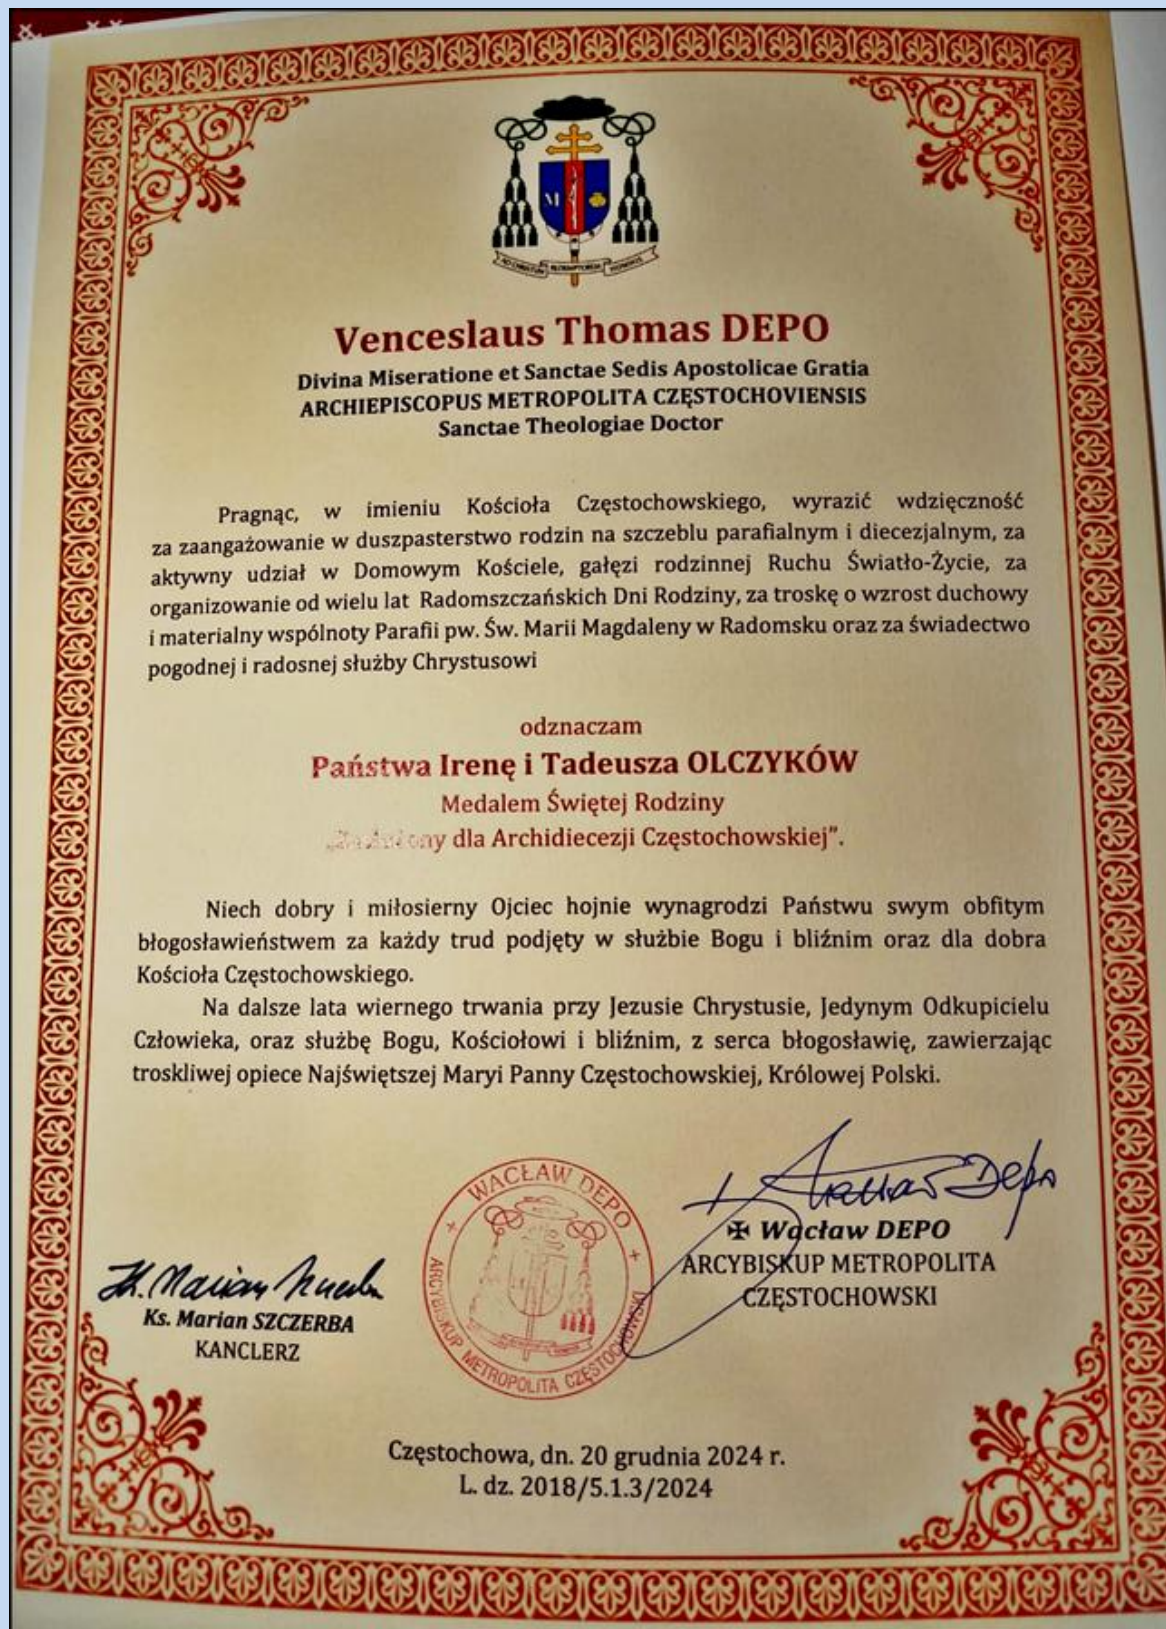 Venceslaus Thomas DEPO
Divina Miseratione et Sanctae Sedis Apostolicae Gratia
ARCHIEPISCOPUS METROPOLITA CZĘSTOCHOVIENSIS
Sanctae Theologiae Doctor
Pragnąc, w imieniu Kościoła Częstochowskiego, wyrazić wdzięczność
za zaangażowanie w duszpasterstwo rodzin na szczeblu parafialnym i diecezjalnym, za
aktywny udział w Domowym Kościele, gałęzi rodzinnej Ruchu Światło-Życie, za
organizowanie od wielu lat Radomszczańskich Dni Rodziny, za troskę o wzrost duchowy
i materialny wspólnoty Parafii pw. Św. Marii Magdaleny w Radomsku oraz za świadectwo
pogodnej i radosnej służby Chrystusowi
odznaczam
Państwa Irenę i Tadeusza OLCZYKÓW
Medalem Świętej Rodziny
dla Archidiecezji Częstochowskiej”.
Niech dobry i miłosierny Ojciec hojnie wynagrodzi Państwu swym obfitym
błogosławieństwem za każdy trud podjęty w służbie Bogu i bliźnim oraz dla dobra
Kościoła Częstochowskiego.
Na dalsze lata wiernego trwania przy Jezusie Chrystusie, Jedynym Odkupicielu
Człowieka, oraz służbę Bogu, Kościołowi i bliźnim, z serca błogosławię, zawierzając
troskliwej opiece Najświętszej Maryi Panny Częstochowskiej, Królowej Polski.
WACŁAW DEPO
ARCYBISKUP METROPOLITA CZĘSTOCHOWSKI
Wacław Depo
✠ Wacław DEPO
ARCYBISKUP METROPOLITA
CZĘSTOCHOWSKI
Ks. Marian
Ks. Marian SZCZERBA
KANCLERZ
Częstochowa, dn. 20 grudnia 2024 r.
L. dz. 2018/5.1.3/2024